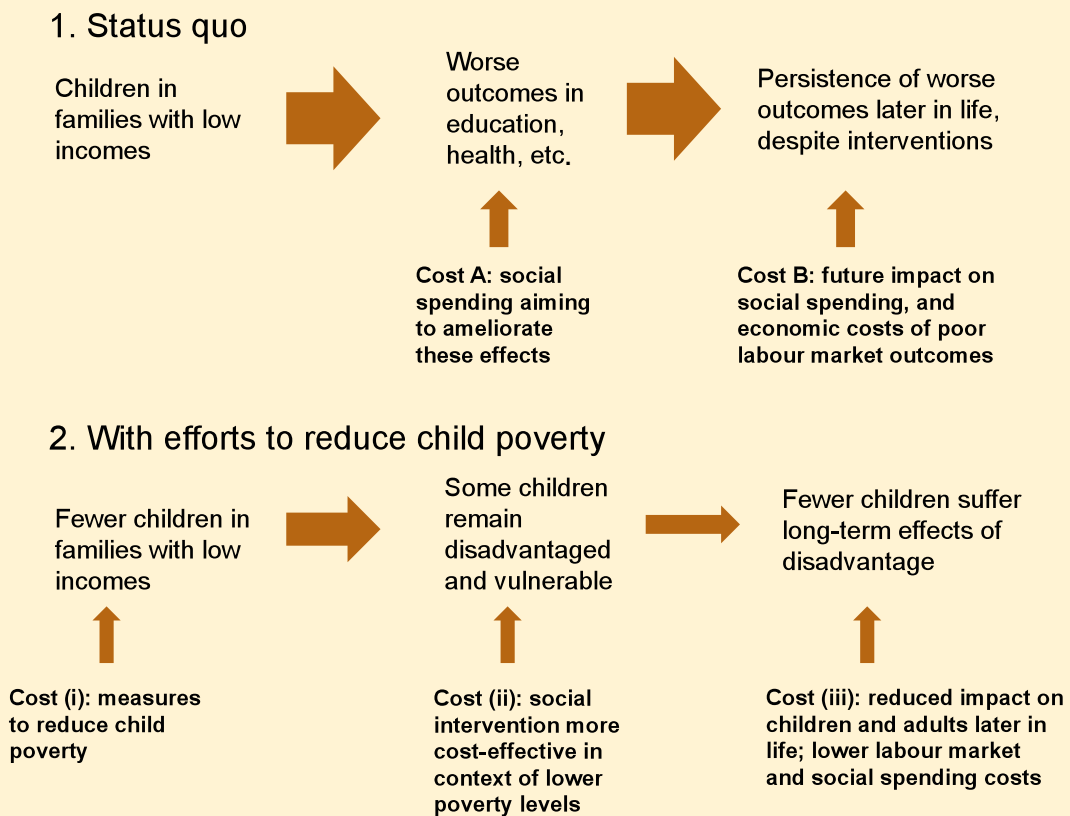 1. Status quo
Children in
families with low
incomes
Worse
outcomes in
education,
health, etc.
Persistence of worse
outcomes later in life,
despite interventions
Cost A: social
spending aiming
to ameliorate
these effects
Cost B: future impact on
social spending, and
economic costs of poor
labour market outcomes
2. With efforts to reduce child poverty
Fewer children in
families with low
incomes
Some children
remain
disadvantaged
and vulnerable
Fewer children suffer
long-term effects of
disadvantage
Cost (i): measures
to reduce child
poverty
Cost (ii): social
intervention more
cost-effective in
context of lower
poverty levels
Cost (iii): reduced impact on
children and adults later in
life; lower labour market
and social spending costs